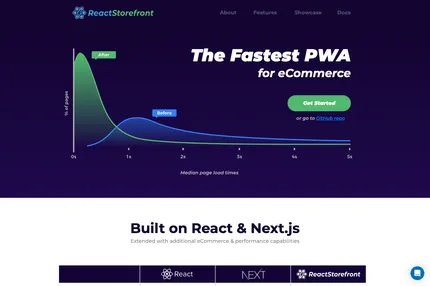 ReactStorefront
About
Features
Showcase
Docs
After
The Fastest PWA
for eCommerce
Get Started
Before
or go to GitHub repo
% of pages
0s
1s
2s
3s
4s
5s
Median page load times
Built on React & Next.js
Extended with additional eCommerce & performance capabilities
React
NEXT
ReactStorefront